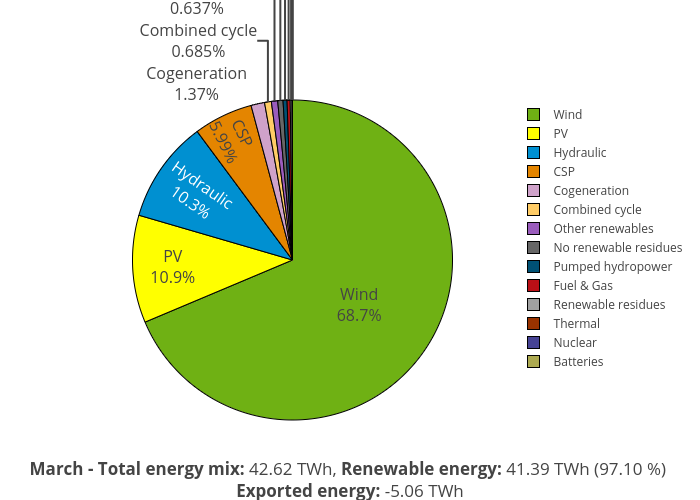 0.637%
Combined cycle
0.685%
Cogeneration
1.37%
CSP
5.99%
Hydraulic
10.3%
PV
10.9%
Wind
68.7%
Wind
PV
Hydraulic
CSP
Cogeneration
Combined cycle
Other renewables
No renewable residues
Pumped hydropower
Fuel & Gas
Renewable residues
Thermal
Nuclear
Batteries
March - Total energy mix: 42.62 TWh, Renewable energy: 41.39 TWh (97.10 %)
Exported energy: -5.06 TWh